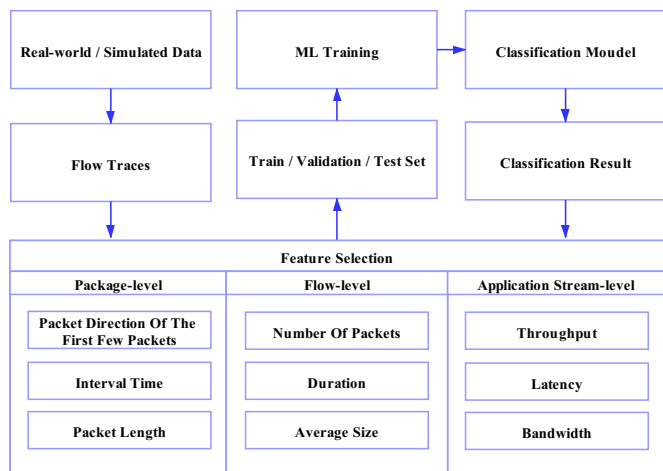 Real-world / Simulated Data
ML Training
Classification Moudel
Flow Traces
Train / Validation / Test Set
Classification Result
Feature Selection
Package-level
Flow-level
Application Stream-level
Packet Direction Of The
First Few Packets
Number Of Packets
Throughput
Interval Time
Duration
Latency
Packet Length
Average Size
Bandwidth